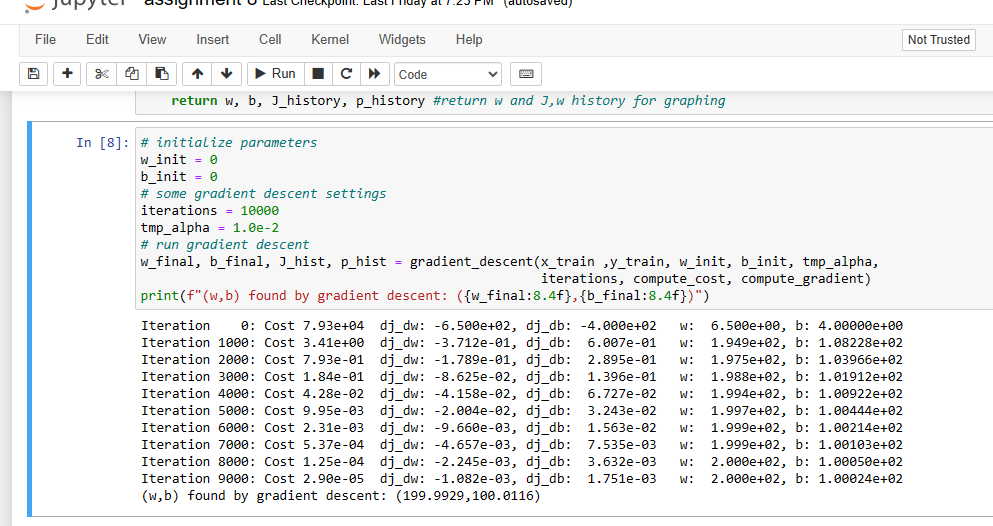 jupyter assignment 8 Last Checkpoint: Last Friday at 7:25 PM (autosaved)
File Edit View Insert Cell Kernel Widgets Help Not Trusted
Run Code
return w, b, J_history, p_history #return w and J,w history for graphing
In [8]: # initialize parameters
w_init = 0
b_init = 0
# some gradient descent settings
iterations = 10000
tmp_alpha = 1.0e-2
# run gradient descent
w_final, b_final, J_hist, p_hist = gradient_descent(x_train ,y_train, w_init, b_init, tmp_alpha,
iterations, compute_cost, compute_gradient)
print(f"(w,b) found by gradient descent: ({w_final:8.4f},{b_final:8.4f})")
Iteration    0: Cost 7.93e+04  dj_dw: -6.500e+02, dj_db: -4.000e+02   w:  6.500e+00, b: 4.00000e+00
Iteration 1000: Cost 3.41e+00  dj_dw: -3.712e-01, dj_db:  6.007e-01   w:  1.949e+02, b: 1.08228e+02
Iteration 2000: Cost 7.93e-01  dj_dw: -1.789e-01, dj_db:  2.895e-01   w:  1.975e+02, b: 1.03966e+02
Iteration 3000: Cost 1.84e-01  dj_dw: -8.625e-02, dj_db:  1.396e-01   w:  1.988e+02, b: 1.01912e+02
Iteration 4000: Cost 4.28e-02  dj_dw: -4.158e-02, dj_db:  6.727e-02   w:  1.994e+02, b: 1.00922e+02
Iteration 5000: Cost 9.95e-03  dj_dw: -2.004e-02, dj_db:  3.243e-02   w:  1.997e+02, b: 1.00444e+02
Iteration 6000: Cost 2.31e-03  dj_dw: -9.660e-03, dj_db:  1.563e-02   w:  1.999e+02, b: 1.00214e+02
Iteration 7000: Cost 5.37e-04  dj_dw: -4.657e-03, dj_db:  7.535e-03   w:  1.999e+02, b: 1.00103e+02
Iteration 8000: Cost 1.25e-04  dj_dw: -2.245e-03, dj_db:  3.632e-03   w:  2.000e+02, b: 1.00050e+02
Iteration 9000: Cost 2.90e-05  dj_dw: -1.082e-03, dj_db:  1.751e-03   w:  2.000e+02, b: 1.00024e+02
(w,b) found by gradient descent: (199.9929,100.0116)